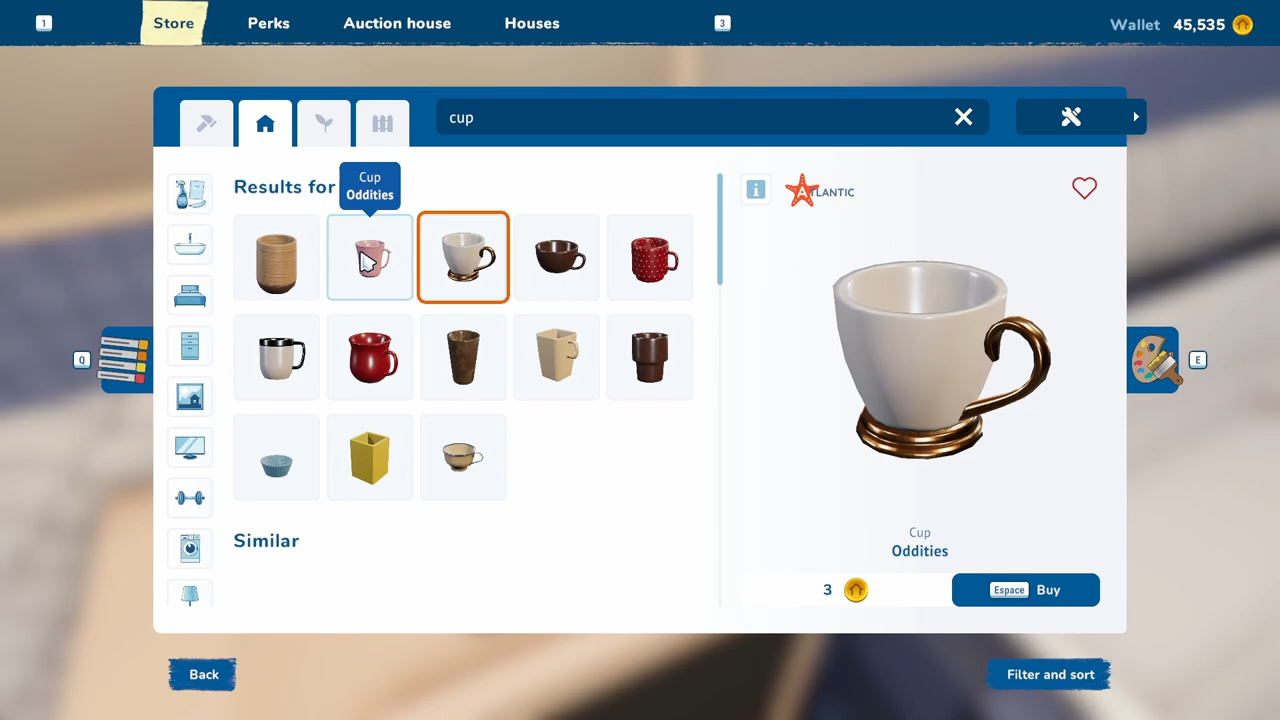 1
Store
Perks
Auction house
Houses
3
Wallet 45,535
cup
Results for
Cup
Oddities
i
ATLANTIC
Q
E
Similar
Cup
Oddities
3
Espace Buy
Back
Filter and sort